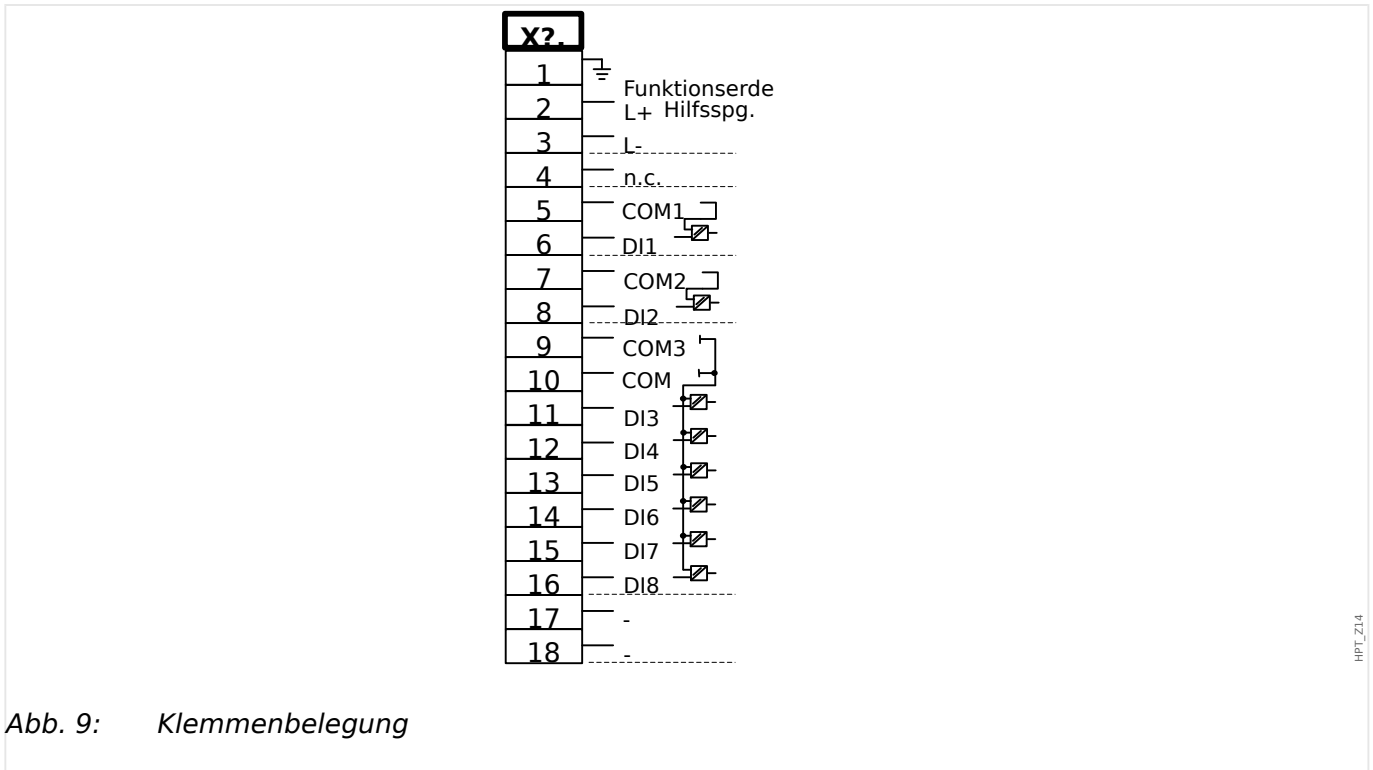 X?.
1
Funktionserde
2 L+ Hilfsspg.
3 L-
4 n.c.
5 COM1
6 DI1
7 COM2
8 DI2
9 COM3
10 COM
11 DI3
12 DI4
13 DI5
14 DI6
15 DI7
16 DI8
17 -
18 -
HPT_Z14
Abb. 9: Klemmenbelegung